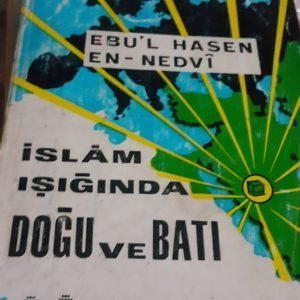 EBU'L HASEN
EN-NEDVÎ
İSLÂM
IŞIĞINDA
DOĞU VE BATI